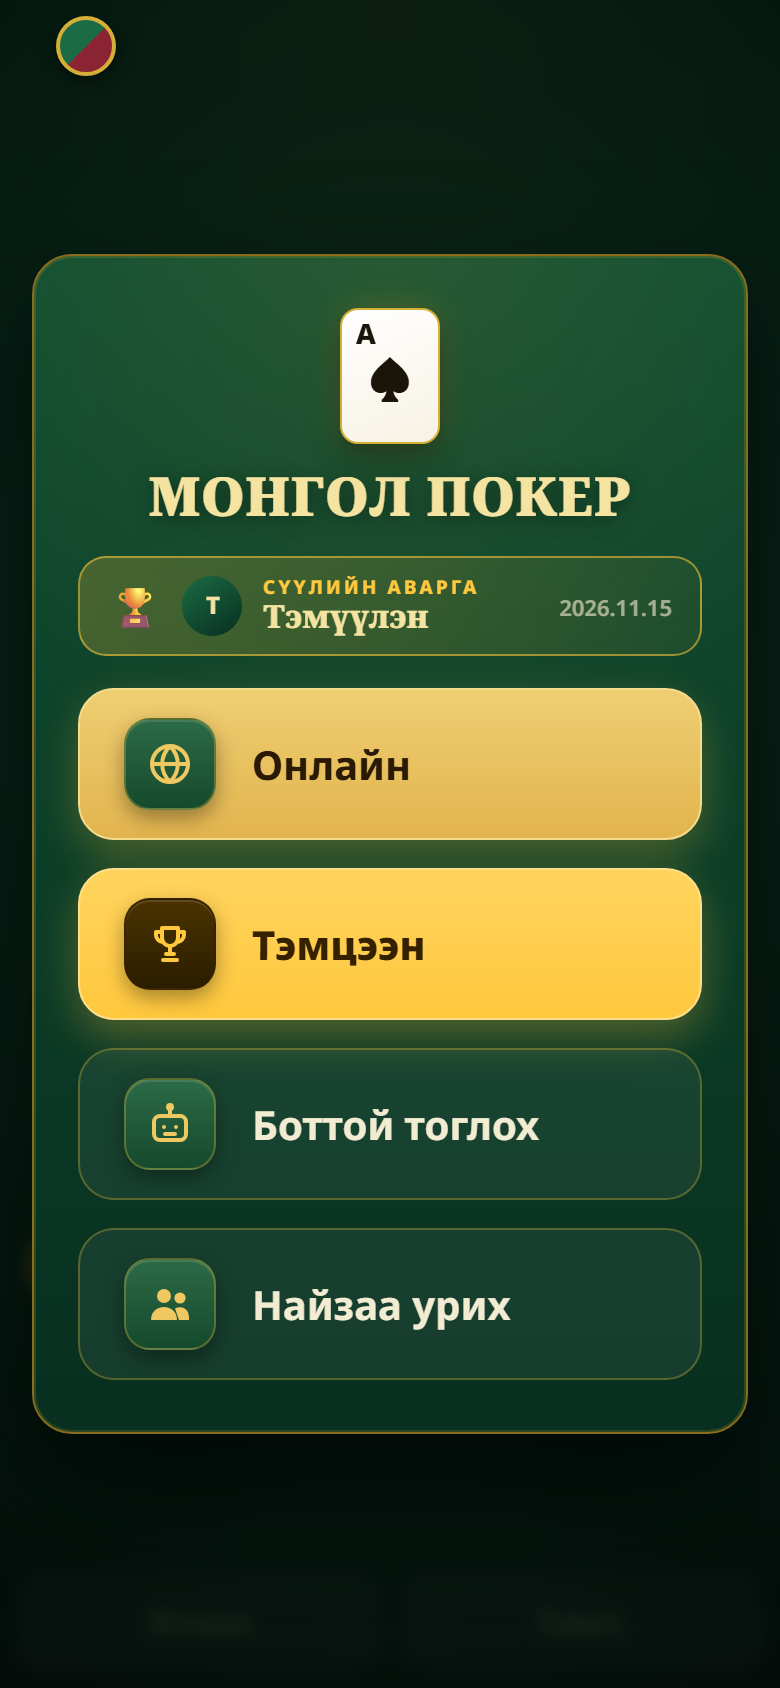 A
МОНГОЛ ПОКЕР
Т
СҮҮЛИЙН АВАРГА
Тэмүүлэн
2026.11.15
Онлайн
Тэмцээн
Боттой тоглох
Найзаа урих